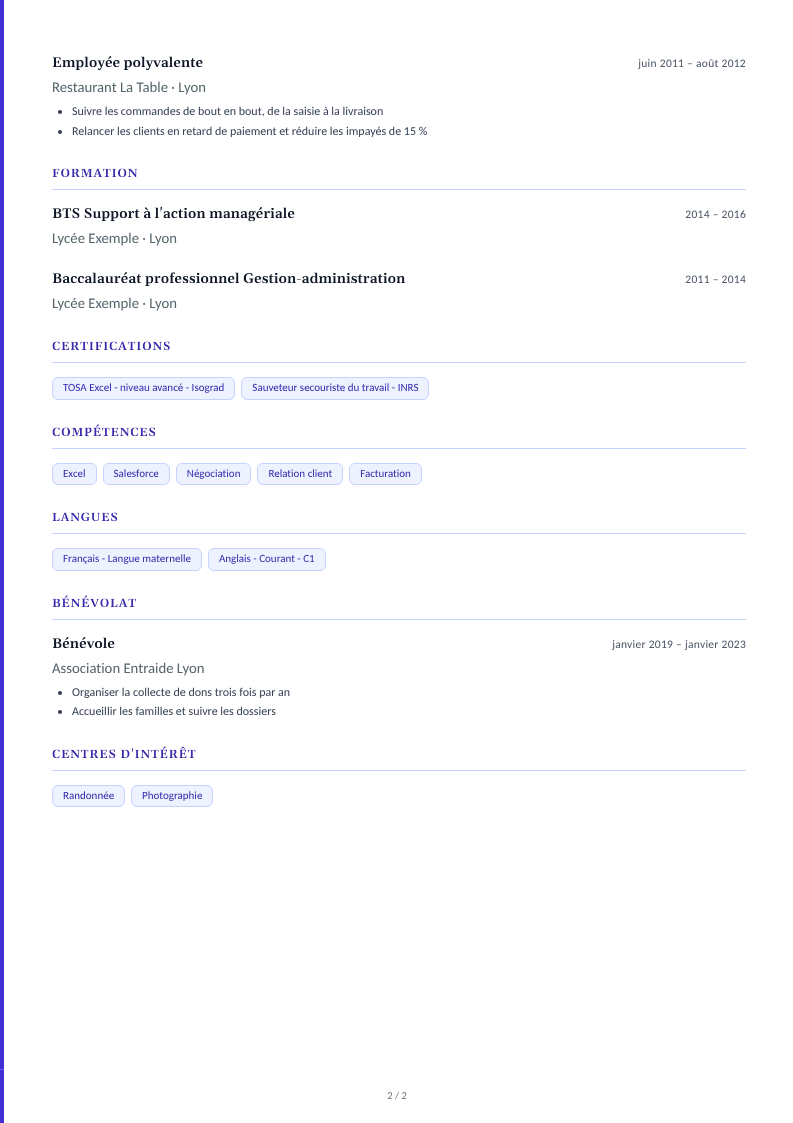 Employée polyvalente juin 2011 – août 2012
Restaurant La Table · Lyon
• Suivre les commandes de bout en bout, de la saisie à la livraison
• Relancer les clients en retard de paiement et réduire les impayés de 15 %
FORMATION
BTS Support à l'action managériale 2014 – 2016
Lycée Exemple · Lyon
Baccalauréat professionnel Gestion-administration 2011 – 2014
Lycée Exemple · Lyon
CERTIFICATIONS
TOSA Excel - niveau avancé - Isograd Sauveteur secouriste du travail - INRS
COMPÉTENCES
Excel Salesforce Négociation Relation client Facturation
LANGUES
Français - Langue maternelle Anglais - Courant - C1
BÉNÉVOLAT
Bénévole janvier 2019 – janvier 2023
Association Entraide Lyon
• Organiser la collecte de dons trois fois par an
• Accueillir les familles et suivre les dossiers
CENTRES D'INTÉRÊT
Randonnée Photographie
2 / 2